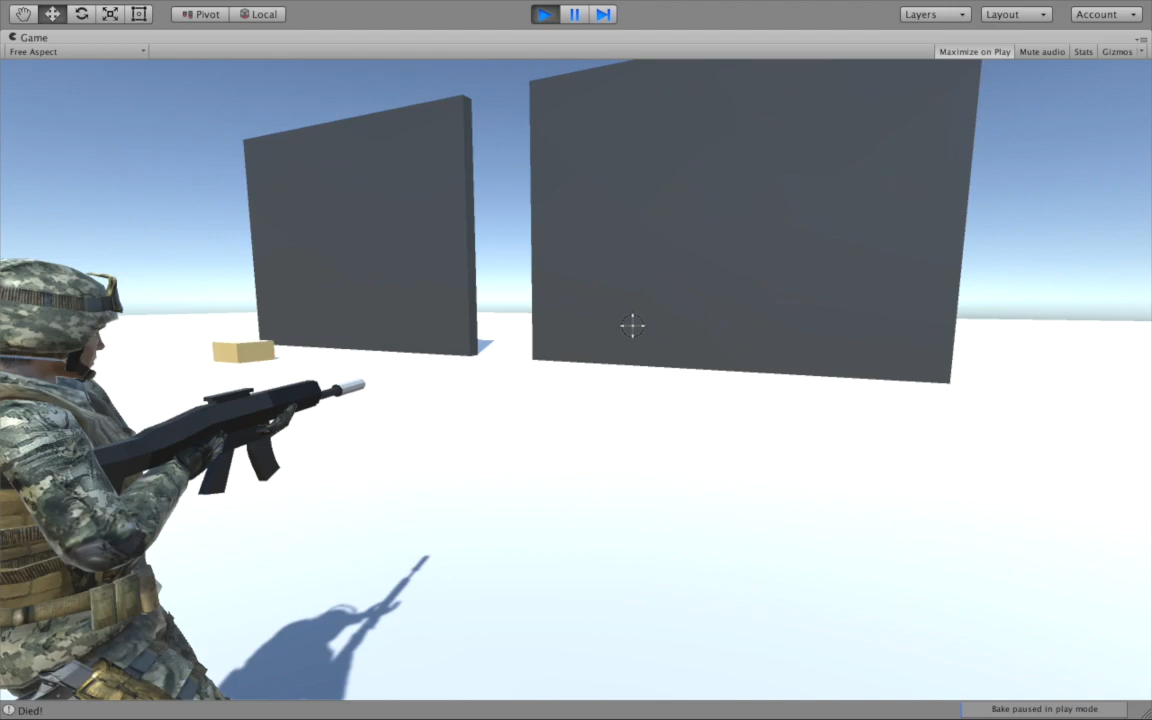 Pivot Local Layers Layout Account
Game
Free Aspect Maximize on Play Mute audio Stats Gizmos
Died! Bake paused in play mode